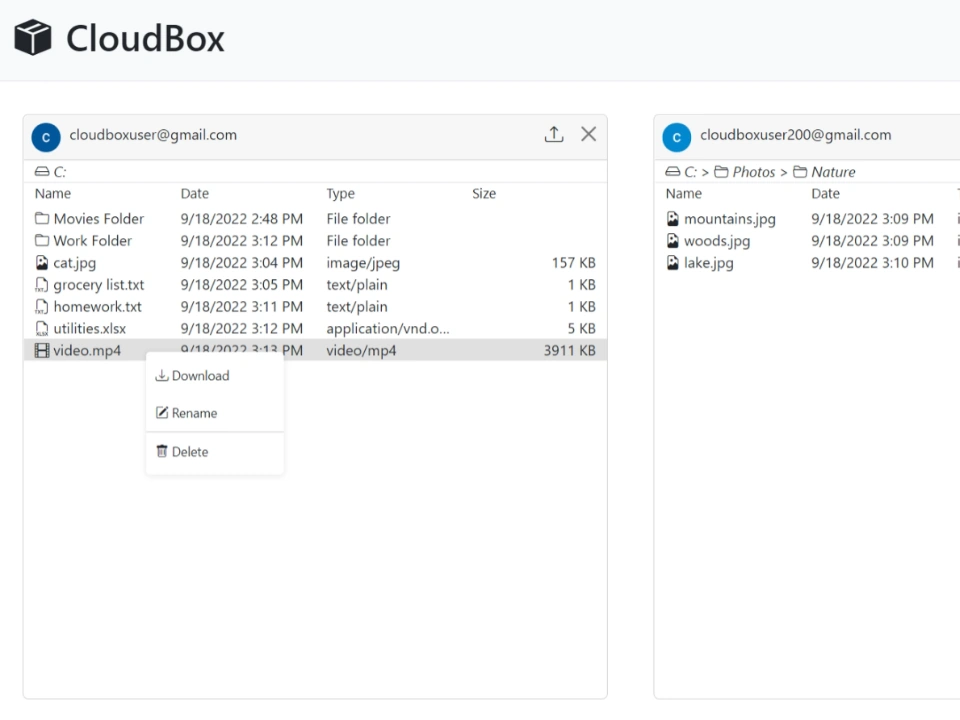 CloudBox
C cloudboxuser@gmail.com
C:
Name Date Type Size
Movies Folder 9/18/2022 2:48 PM File folder
Work Folder 9/18/2022 3:12 PM File folder
cat.jpg 9/18/2022 3:04 PM image/jpeg 157 KB
grocery list.txt 9/18/2022 3:05 PM text/plain 1 KB
homework.txt 9/18/2022 3:11 PM text/plain 1 KB
utilities.xlsx 9/18/2022 3:12 PM application/vnd.o... 5 KB
video.mp4 9/18/2022 3:13 PM video/mp4 3911 KB
Download
Rename
Delete
C cloudboxuser200@gmail.com
C: > Photos > Nature
Name Date
mountains.jpg 9/18/2022 3:09 PM
woods.jpg 9/18/2022 3:09 PM
lake.jpg 9/18/2022 3:10 PM